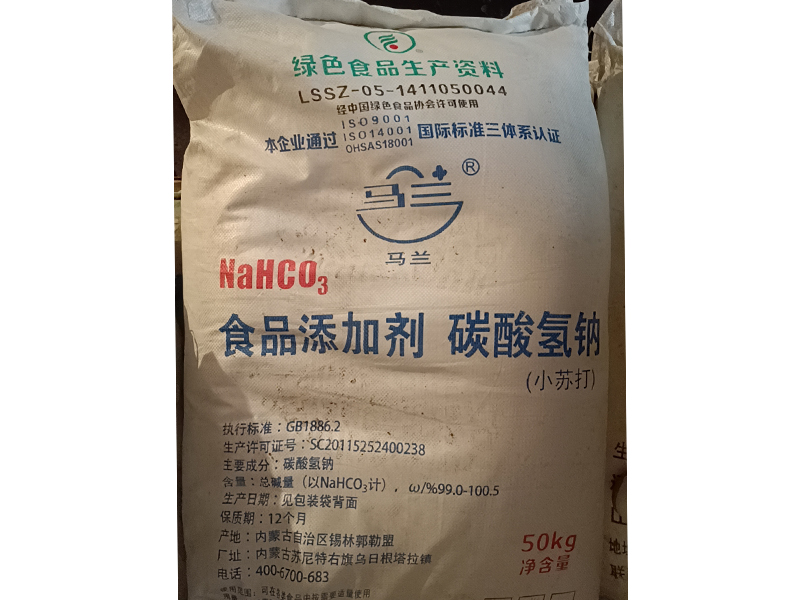 绿色食品生产资料
LSSZ-05-1411050044
经中国绿色食品协会许可使用
本企业通过 ISO9001 ISO14001 OHSAS18001 国际标准三体系认证
马兰 ®
马兰
NaHCO₃
食品添加剂 碳酸氢钠
(小苏打)
执行标准：GB1886.2
生产许可证号：SC20115252400238
主要成分：碳酸氢钠
含量：总碱量（以NaHCO₃计），ω/%99.0-100.5
生产日期：见包装袋背面
保质期：12个月
产地：内蒙古自治区锡林郭勒盟
厂址：内蒙古苏尼特右旗乌日根塔拉镇
电话：400-6700-683
50kg
净含量
生
地
联